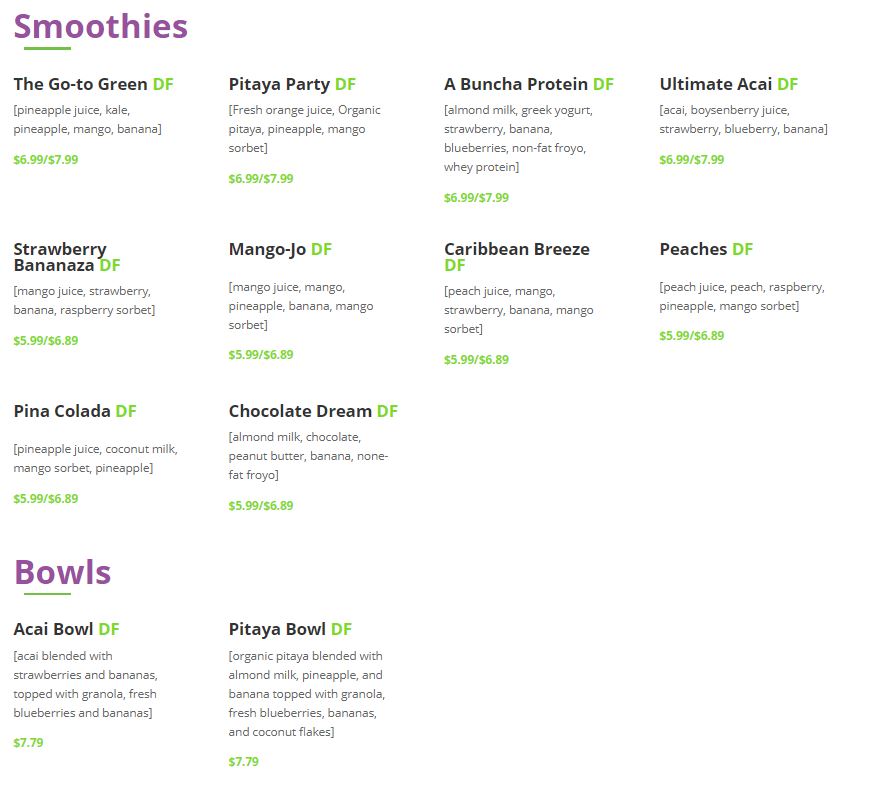 Smoothies
The Go-to Green DF
[pineapple juice, kale,
pineapple, mango, banana]
$6.99/$7.99
Pitaya Party DF
[Fresh orange juice, Organic
pitaya, pineapple, mango
sorbet]
$6.99/$7.99
A Buncha Protein DF
[almond milk, greek yogurt,
strawberry, banana,
blueberries, non-fat froyo,
whey protein]
$6.99/$7.99
Ultimate Acai DF
[acai, boysenberry juice,
strawberry, blueberry, banana]
$6.99/$7.99
Strawberry
Bananaza DF
[mango juice, strawberry,
banana, raspberry sorbet]
$5.99/$6.89
Mango-Jo DF
[mango juice, mango,
pineapple, banana, mango
sorbet]
$5.99/$6.89
Caribbean Breeze
DF
[peach juice, mango,
strawberry, banana, mango
sorbet]
$5.99/$6.89
Peaches DF
[peach juice, peach, raspberry,
pineapple, mango sorbet]
$5.99/$6.89
Pina Colada DF
[pineapple juice, coconut milk,
mango sorbet, pineapple]
$5.99/$6.89
Chocolate Dream DF
[almond milk, chocolate,
peanut butter, banana, none-
fat froyo]
$5.99/$6.89
Bowls
Acai Bowl DF
[acai blended with
strawberries and bananas,
topped with granola, fresh
blueberries and bananas]
$7.79
Pitaya Bowl DF
[organic pitaya blended with
almond milk, pineapple, and
banana topped with granola,
fresh blueberries, bananas,
and coconut flakes]
$7.79